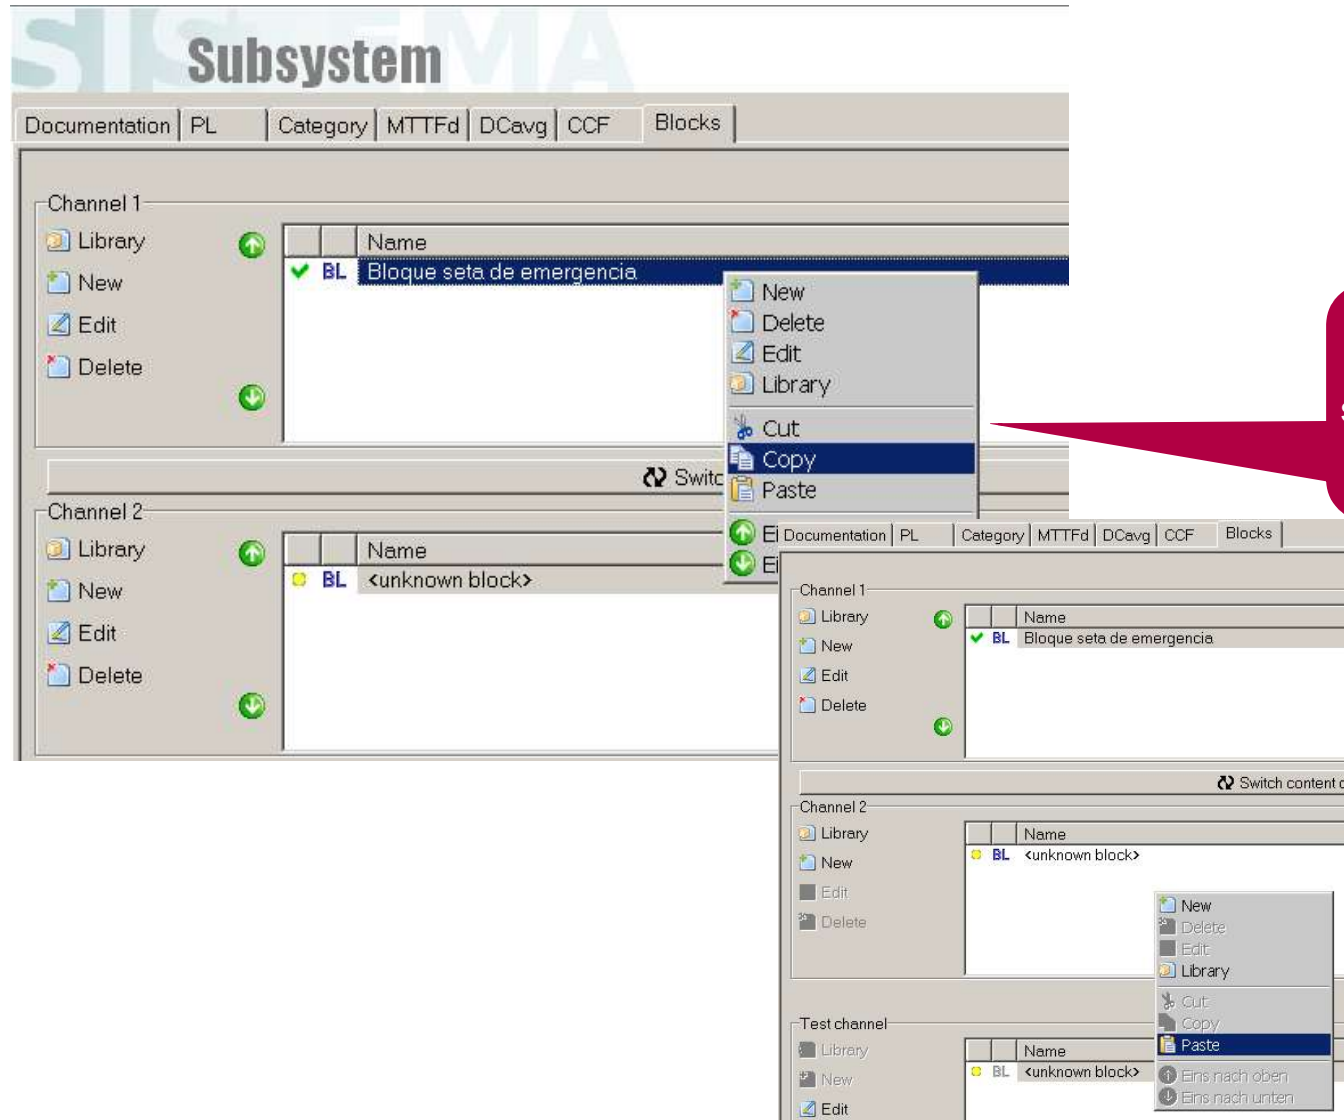 SISTEMA
Subsystem
Documentation PL Category MTTFd DCavg CCF Blocks
Channel 1
Library
New
Edit
Delete
Name
BL Bloque seta de emergencia
New
Delete
Edit
Library
Cut
Copy
Paste
Ei
Ei
Switc
Channel 2
Library
New
Edit
Delete
Name
BL <unknown block>
s
Documentation PL Category MTTFd DCavg CCF Blocks
Channel 1
Library
New
Edit
Delete
Name
BL Bloque seta de emergencia
Switch content
Channel 2
Library
New
Edit
Delete
Name
BL <unknown block>
New
Delete
Edit
Library
Cut
Copy
Paste
Eins nach oben
Eins nach unten
Test channel
Library
New
Edit
Name
BL <unknown block>